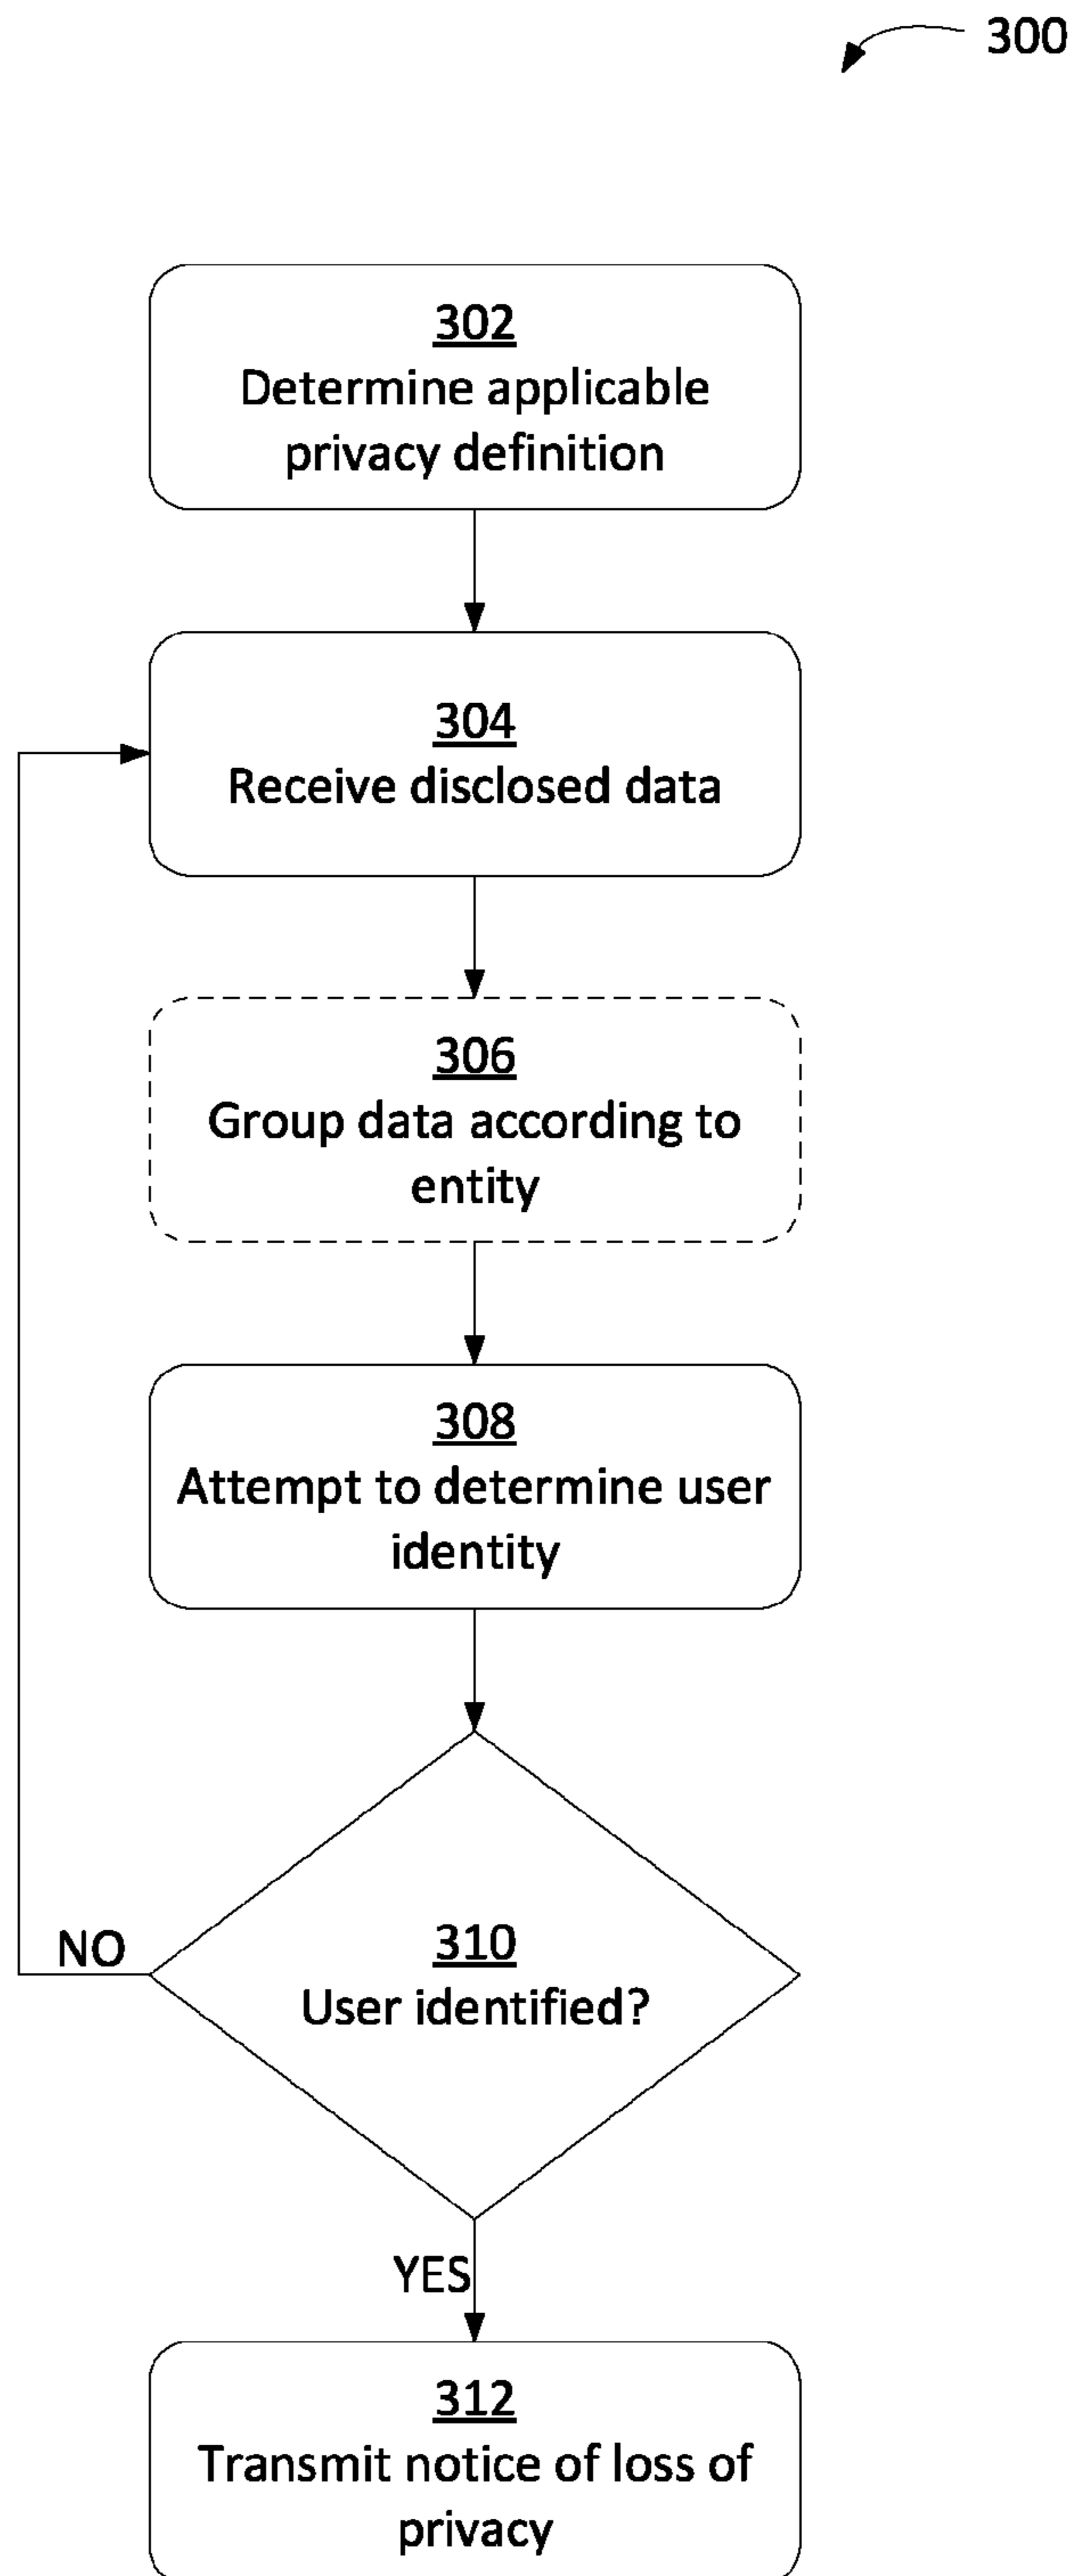 300
302
Determine applicable
privacy definition
304
Receive disclosed data
306
Group data according to
entity
308
Attempt to determine user
identity
310
User identified?
NO
YES
312
Transmit notice of loss of
privacy